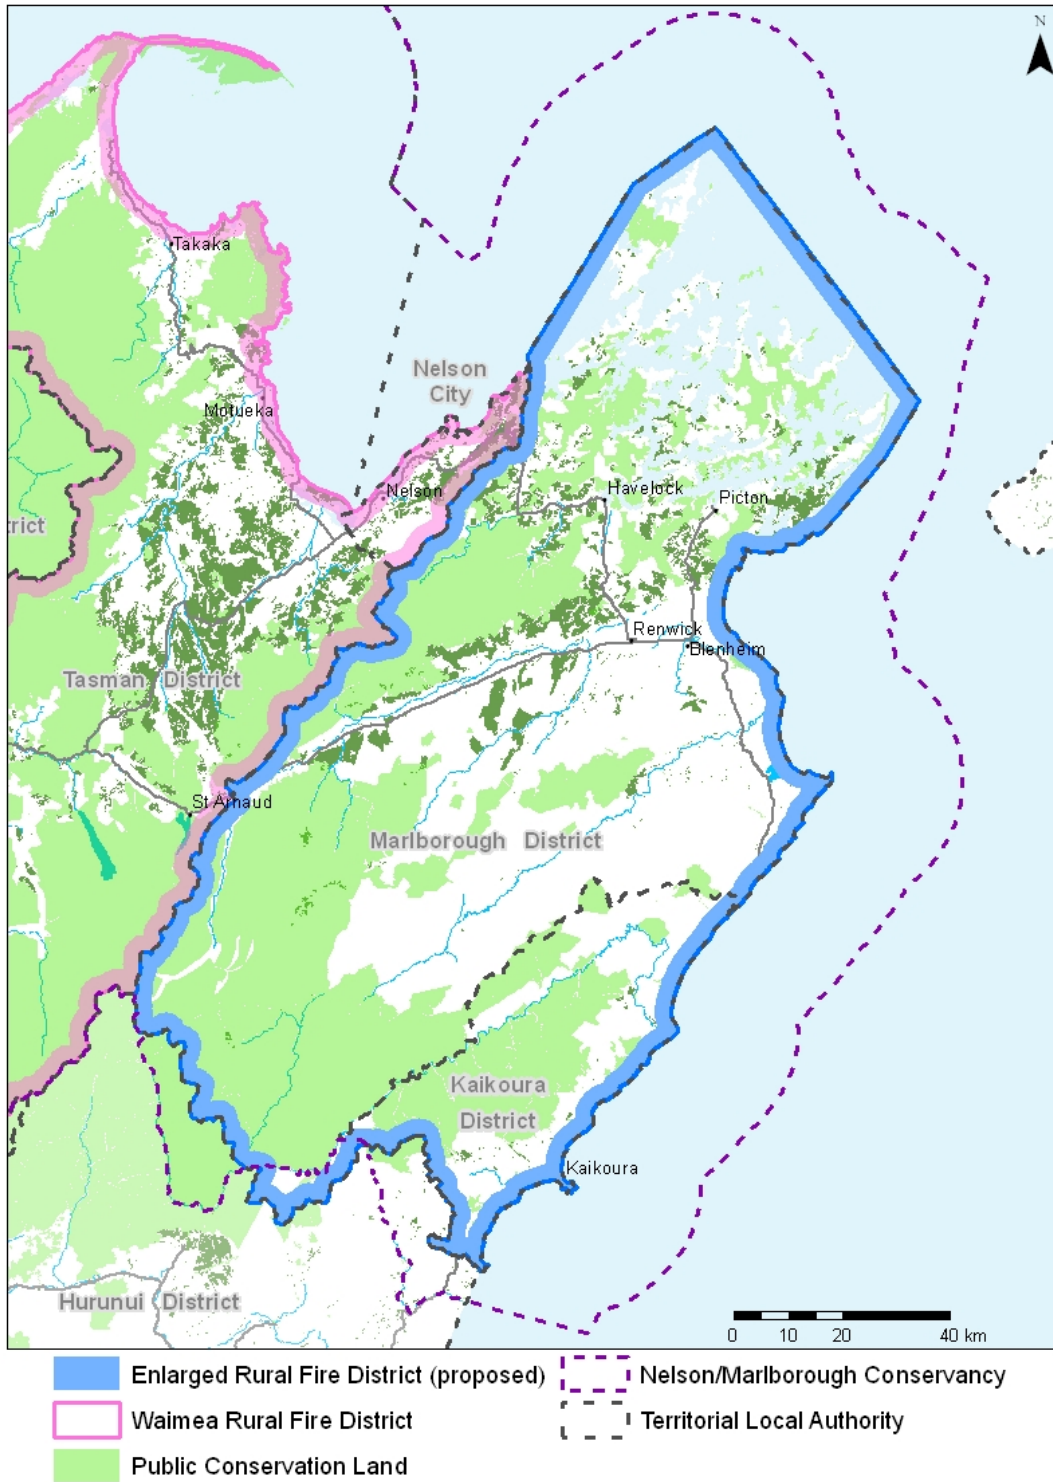 N
Takaka
Nelson
City
Motueka
Nelson
Havelock
Picton
trict
Renwick
Blenheim
Tasman District
St Arnaud
Marlborough District
Kaikoura
District
Kaikoura
Hurunui District
0 10 20 40 km
Enlarged Rural Fire District (proposed)
Nelson/Marlborough Conservancy
Waimea Rural Fire District
Territorial Local Authority
Public Conservation Land